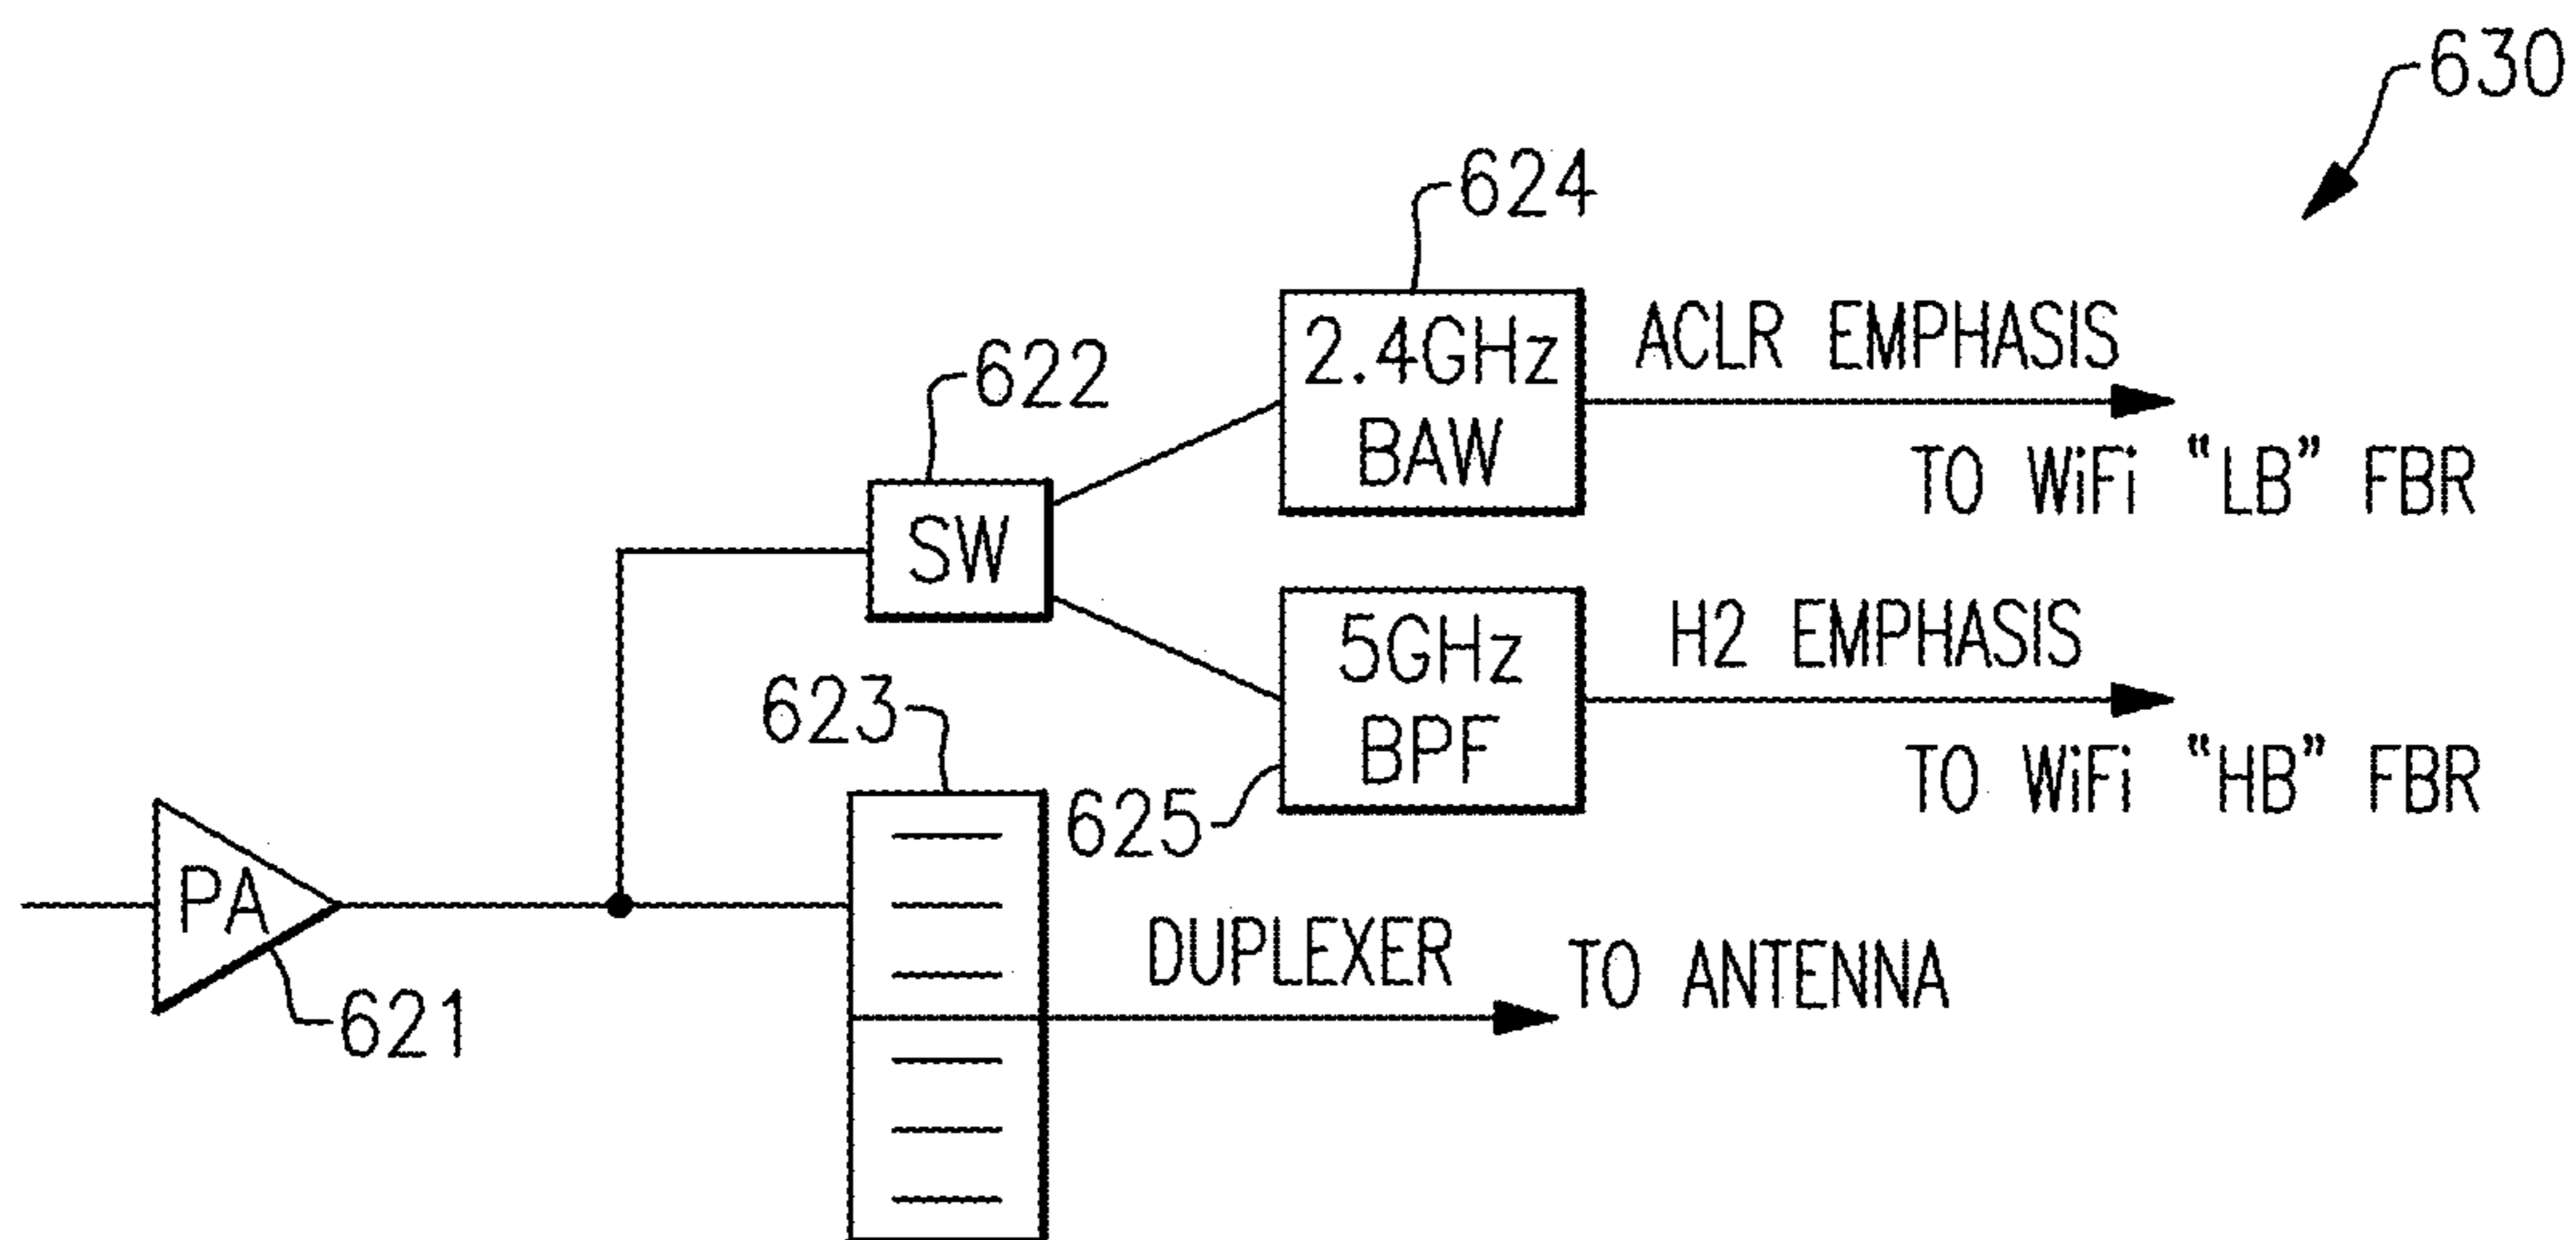 630
624
2.4GHz
BAW
ACLR EMPHASIS
TO WiFi “LB” FBR
622
SW
5GHz
BPF
H2 EMPHASIS
TO WiFi “HB” FBR
625
623
PA
621
DUPLEXER
TO ANTENNA